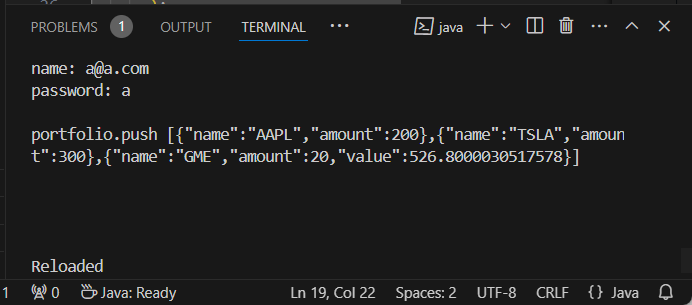 PROBLEMS 1 OUTPUT TERMINAL ··· java
name: a@a.com
password: a
portfolio.push [{"name":"AAPL","amount":200},{"name":"TSLA","amoun
t":300},{"name":"GME","amount":20,"value":526.8000030517578}]
Reloaded
1 0 Java: Ready Ln 19, Col 22 Spaces: 2 UTF-8 CRLF {} Java